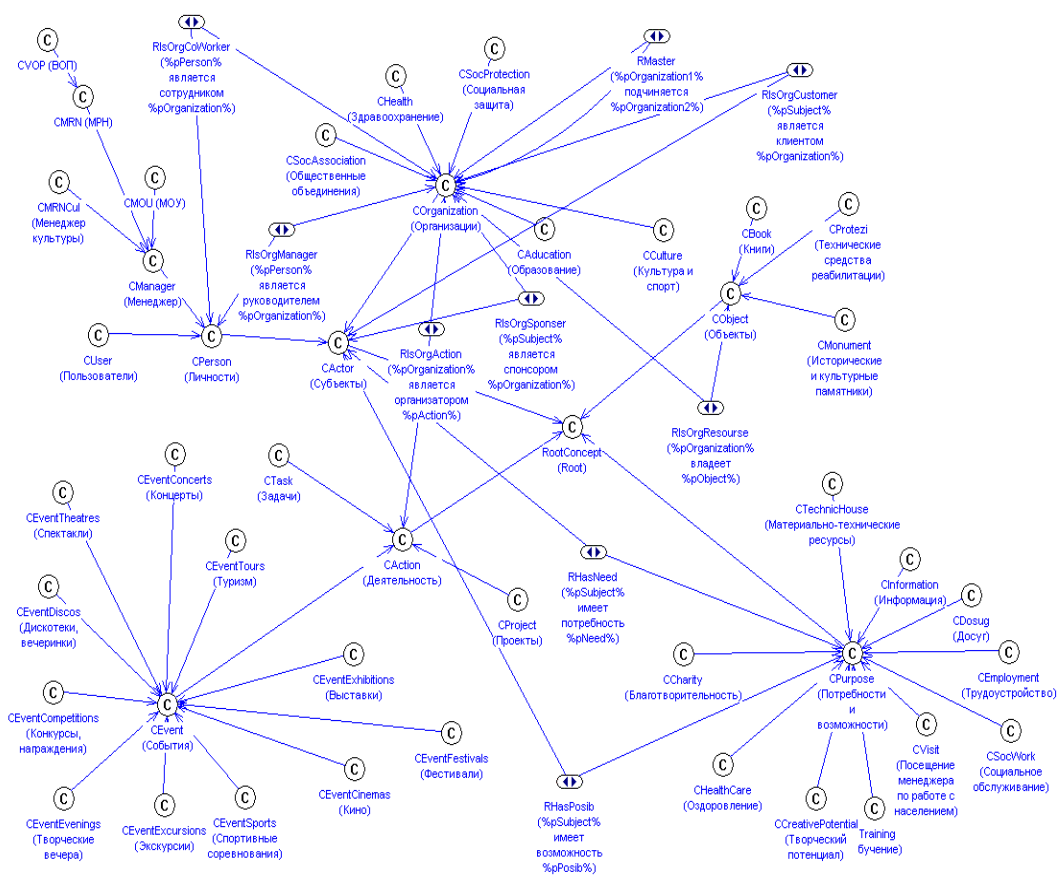 CVOP (ВОП)
CMRN (МРН)
RIsOrgCoWorker
(%pPerson%
является
сотрудником
%pOrganization%)
CHealth
(Здравоохранение)
CSocProtection
(Социальная
защита)
RMaster
(%pOrganization1%
подчиняется
%pOrganization2%)
RIsOrgCustomer
(%pSubject%
является
клиентом
%pOrganization%)
CSocAssociation
(Общественные
объединения)
CMRNCul
(Менеджер
культуры)
CMOU (МОУ)
COrganization
(Организации)
CManager
(Менеджер)
RIsOrgManager
(%pPerson%
является
руководителем
%pOrganization%)
CAducation
(Образование)
CCulture
(Культура и
спорт)
CBook
(Книги)
CProtezi
(Технические
средства
реабилитации)
CObject
(Объекты)
CMonument
(Исторические
и культурные
памятники)
CUser
(Пользователи)
CPerson
(Личности)
CActor
(Субъекты)
RIsOrgAction
(%pOrganization%
является
организатором
%pAction%)
RIsOrgSponser
(%pSubject%
является
спонсором
%pOrganization%)
RIsOrgResourse
(%pOrganization%
владеет
%pObject%)
RootConcept
(Root)
CEventConcerts
(Концерты)
CTask
(Задачи)
CEventTheatres
(Спектакли)
CEventTours
(Туризм)
CAction
(Деятельность)
CProject
(Проекты)
RHasNeed
(%pSubject%
имеет
потребность
%pNeed%)
CTechnicHouse
(Материально-технические
ресурсы)
CInformation
(Информация)
CDosug
(Досуг)
CEventDiscos
(Дискотеки,
вечеринки)
CEventExhibitions
(Выставки)
CCharity
(Благотворительность)
CPurpose
(Потребности
и
возможности)
CEmployment
(Трудоустройство)
CEventCompetitions
(Конкурсы,
награждения)
CEvent
(События)
CEventFestivals
(Фестивали)
CVisit
(Посещение
менеджера
по работе с
населением)
CSocWork
(Социальное
обслуживание)
CHealthCare
(Оздоровление)
CEventCinemas
(Кино)
CEventEvenings
(Творческие
вечера)
CEventExcursions
(Экскурсии)
CEventSports
(Спортивные
соревнования)
RHasPosib
(%pSubject%
имеет
возможность
%pPosib%)
CCreativePotential
(Творческий
потенциал)
Training
бучение)